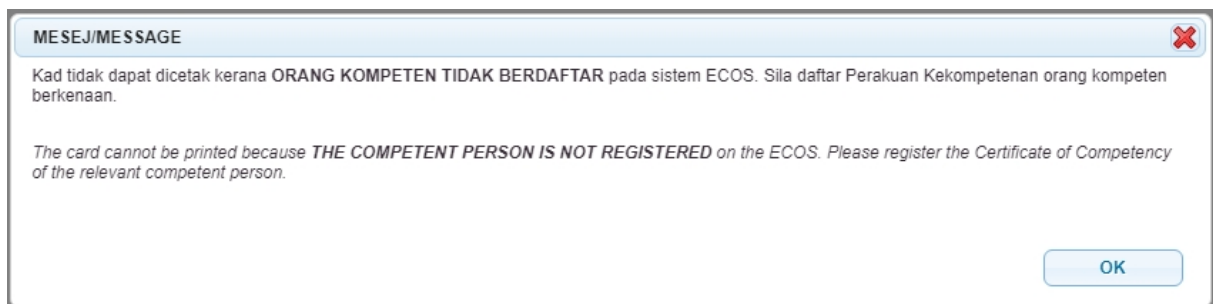 MESEJ/MESSAGE
Kad tidak dapat dicetak kerana ORANG KOMPETEN TIDAK BERDAFTAR pada sistem ECOS. Sila daftar Perakuan Kekompetenan orang kompeten
berkenaan.
The card cannot be printed because THE COMPETENT PERSON IS NOT REGISTERED on the ECOS. Please register the Certificate of Competency
of the relevant competent person.
OK